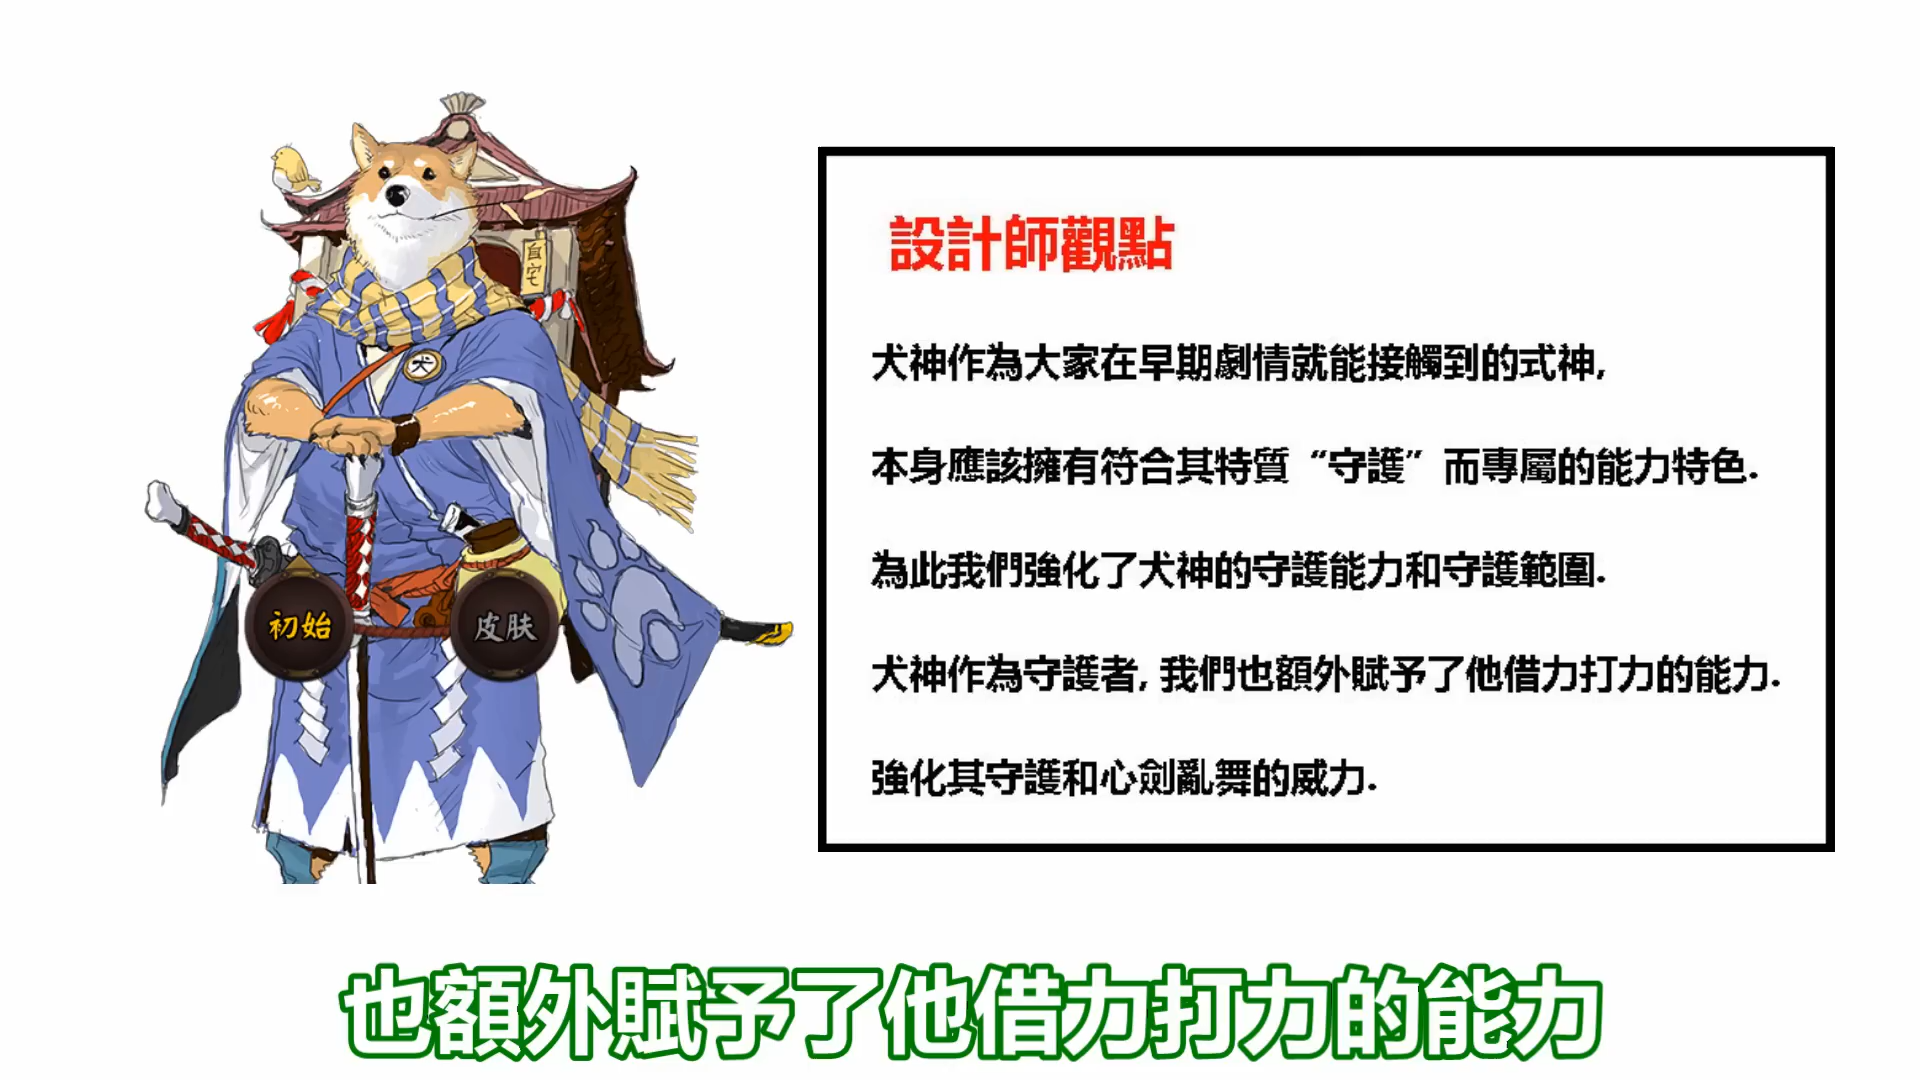 自宅
犬
初始
皮肤
設計師觀點
犬神作為大家在早期劇情就能接觸到的式神,
本身應該擁有符合其特質“守護”而專屬的能力特色.
為此我們強化了犬神的守護能力和守護範圍.
犬神作為守護者, 我們也額外賦予了他借力打力的能力.
強化其守護和心劍亂舞的威力.
也額外賦予了他借力打力的能力